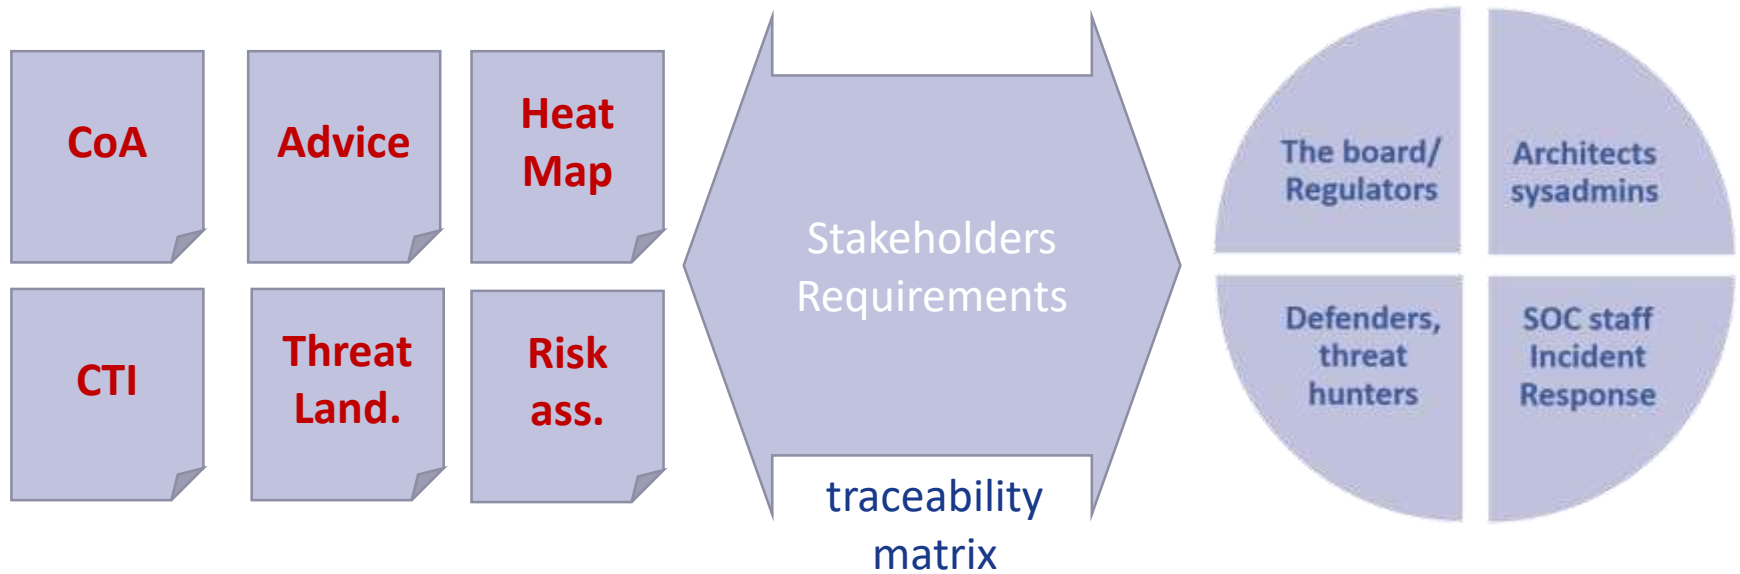 CoA
Advice
Heat
Map
CTI
Threat
Land.
Risk
ass.
Stakeholders
Requirements
traceability
matrix
The board/
Regulators
Architects
sysadmins
Defenders,
threat
hunters
SOC staff
Incident
Response